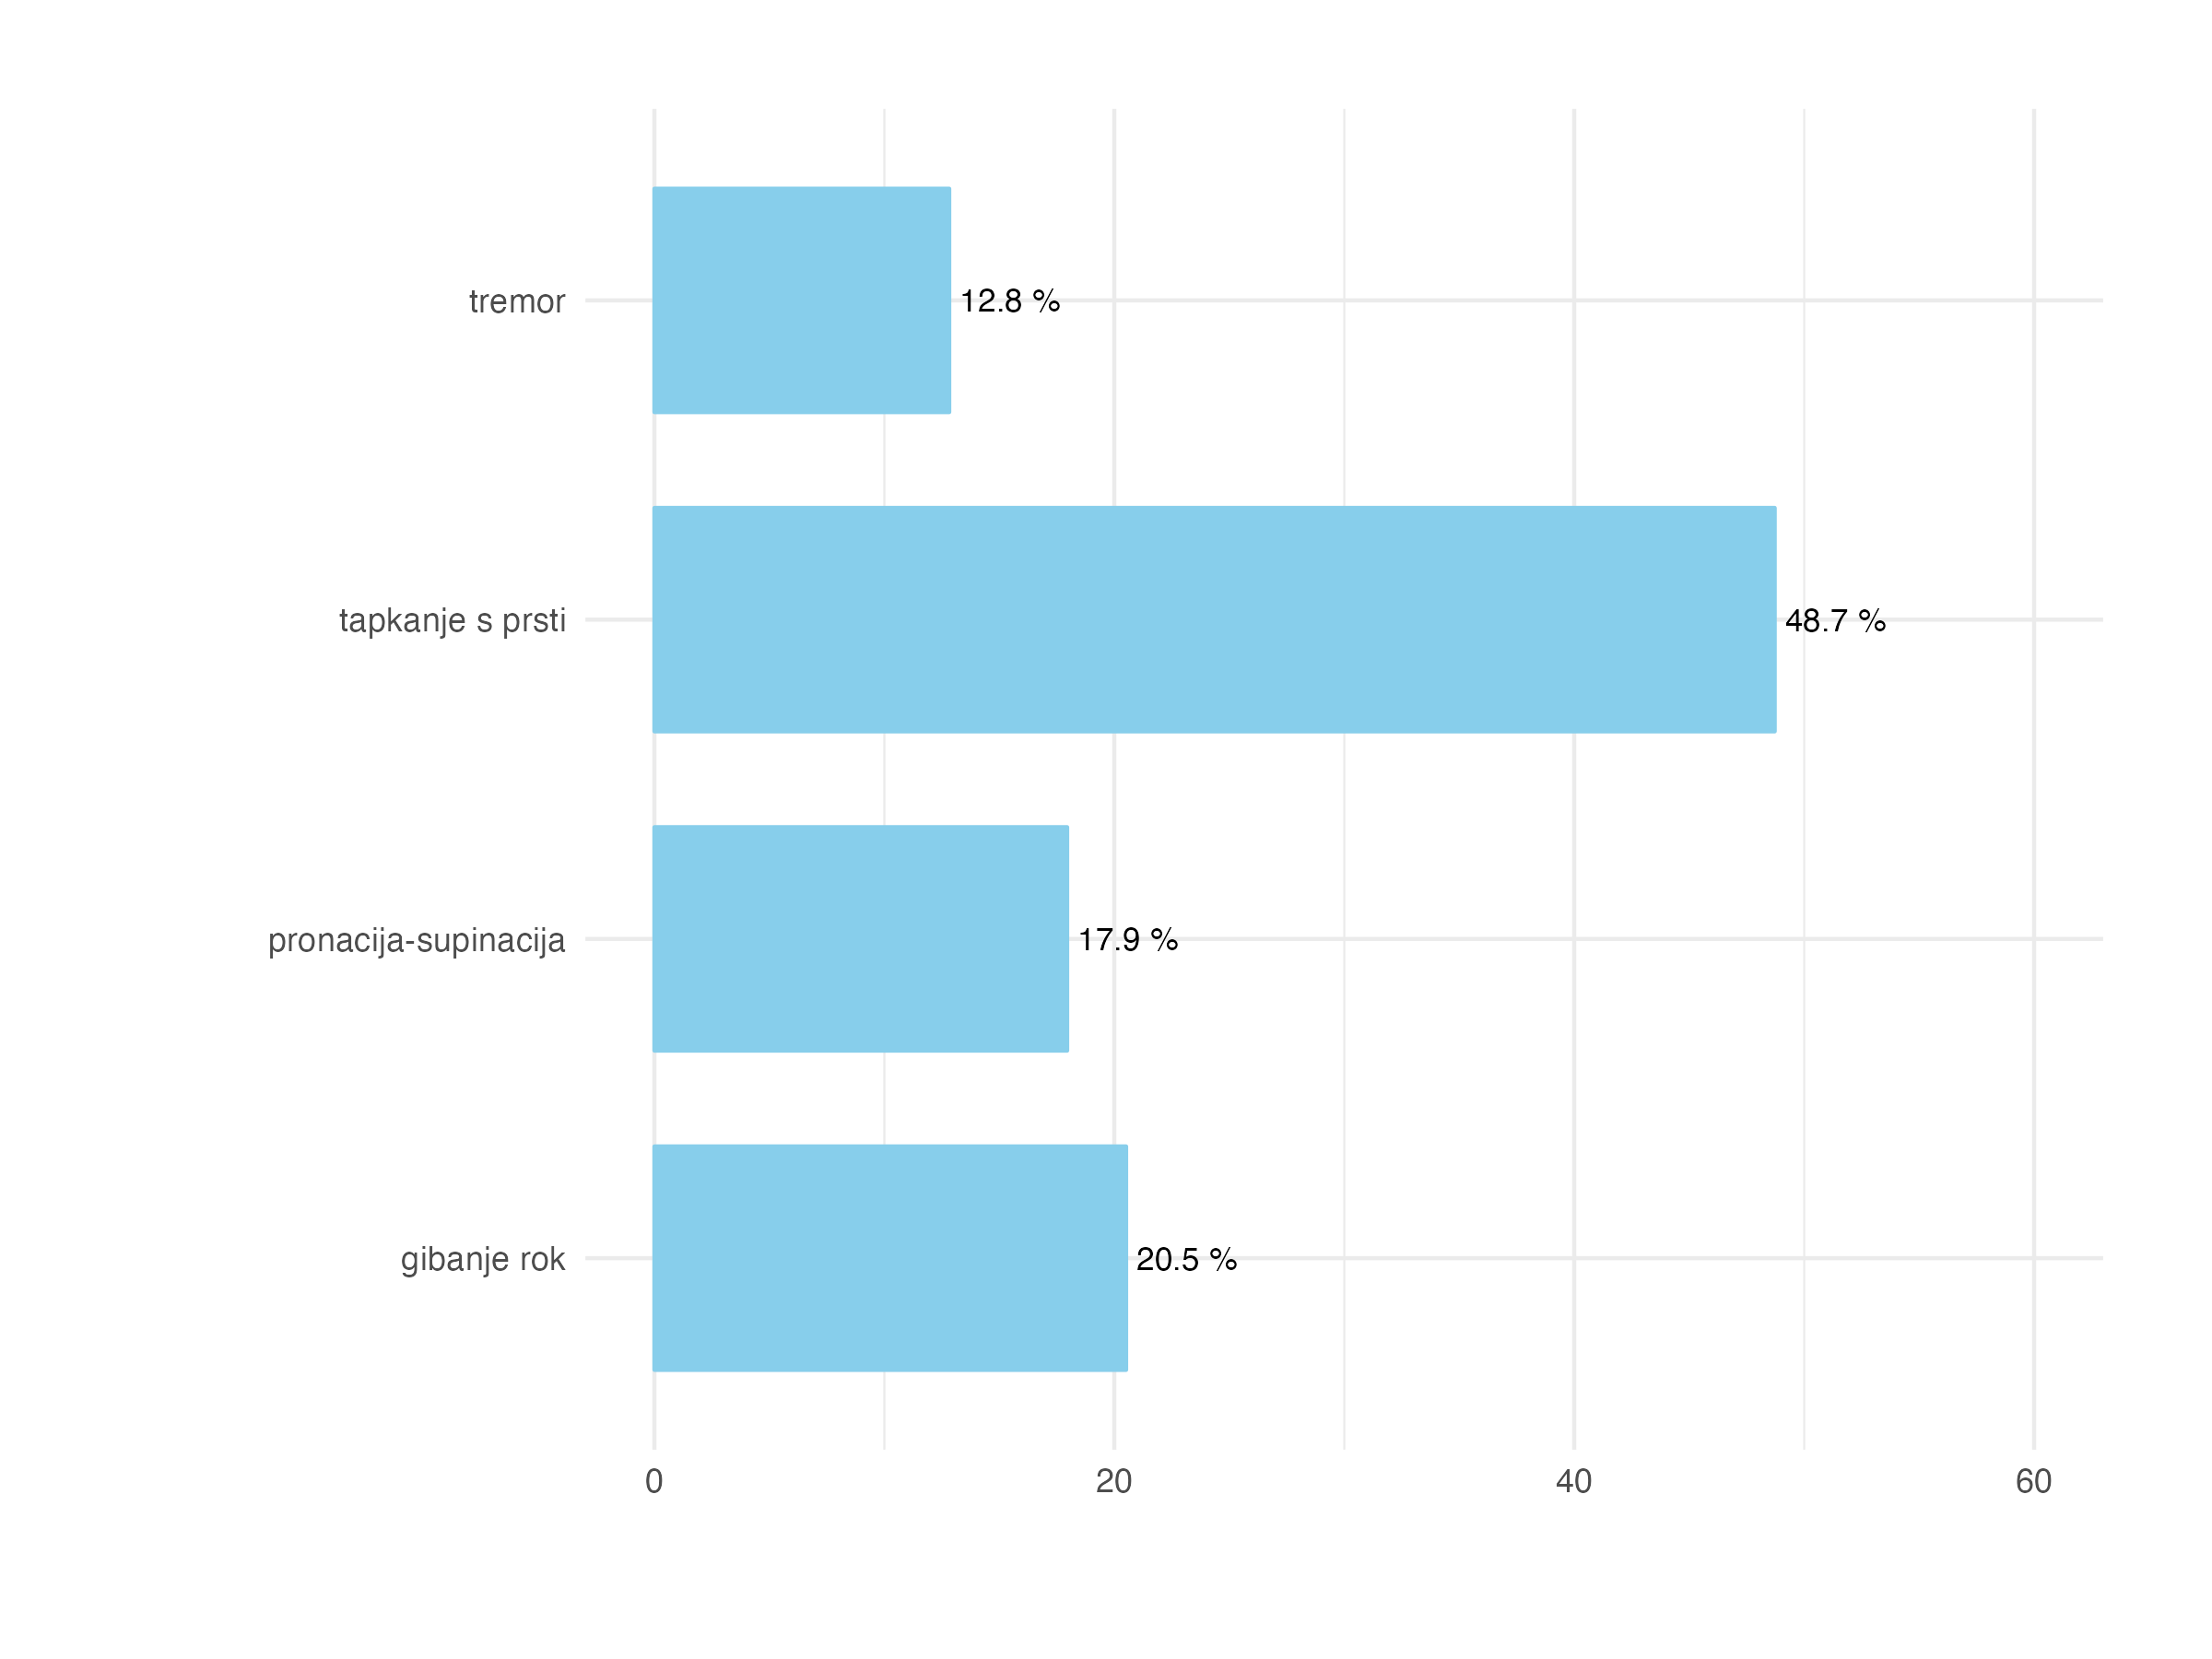 tremor
12.8 %
tapkanje s prsti
48.7 %
pronacija-supinacija
17.9 %
gibanje rok
20.5 %
0 20 40 60